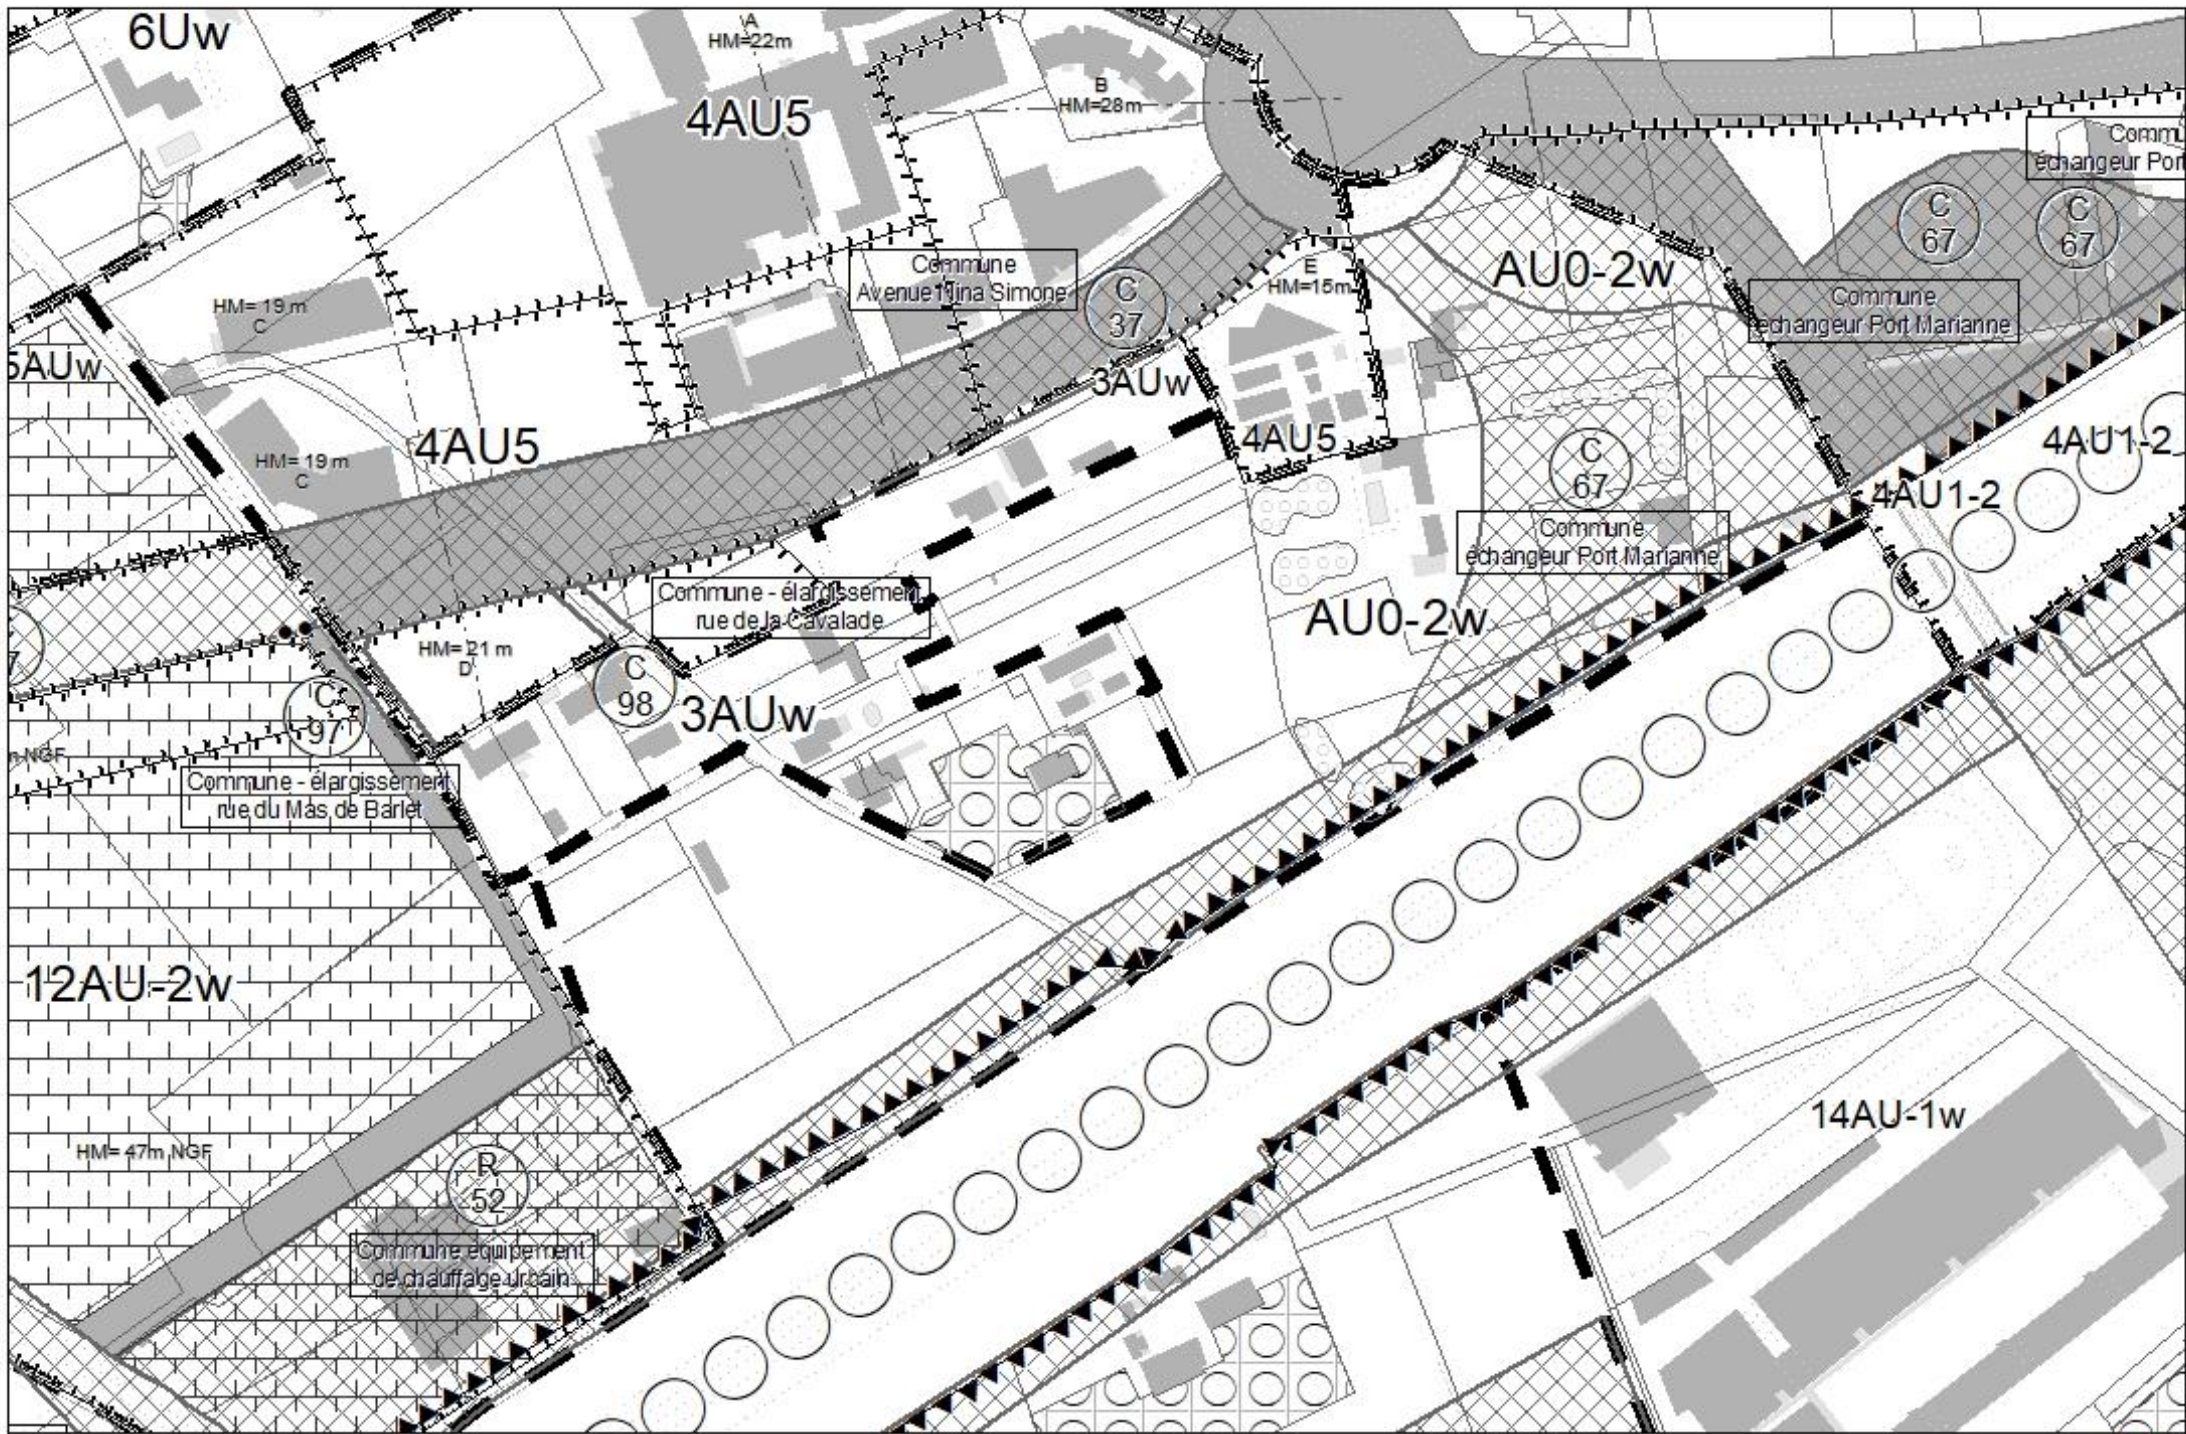 6Uw
A
HM=22m
4AU5
B
HM=28m
Commu
échangeur Port
C
67
C
67
Commune
Avenue Nina Simone
C
37
E
HM=15m
AU0-2w
Commune
échangeur Port Marianne
HM= 19 m
C
5AUw
3AUw
4AU5
HM= 19 m
C
4AU5
C
67
Commune
échangeur Port Marianne
4AU1-2
4AU1-2
Commune - élargissement
rue de la Cavalade
AU0-2w
7
HM= 21 m
D
C
98
3AUw
C
97
m NGF
Commune - élargissement
rue du Mas de Barlet
12AU-2w
14AU-1w
HM= 47m NGF
R
52
Commune équipement
de chauffage urbain